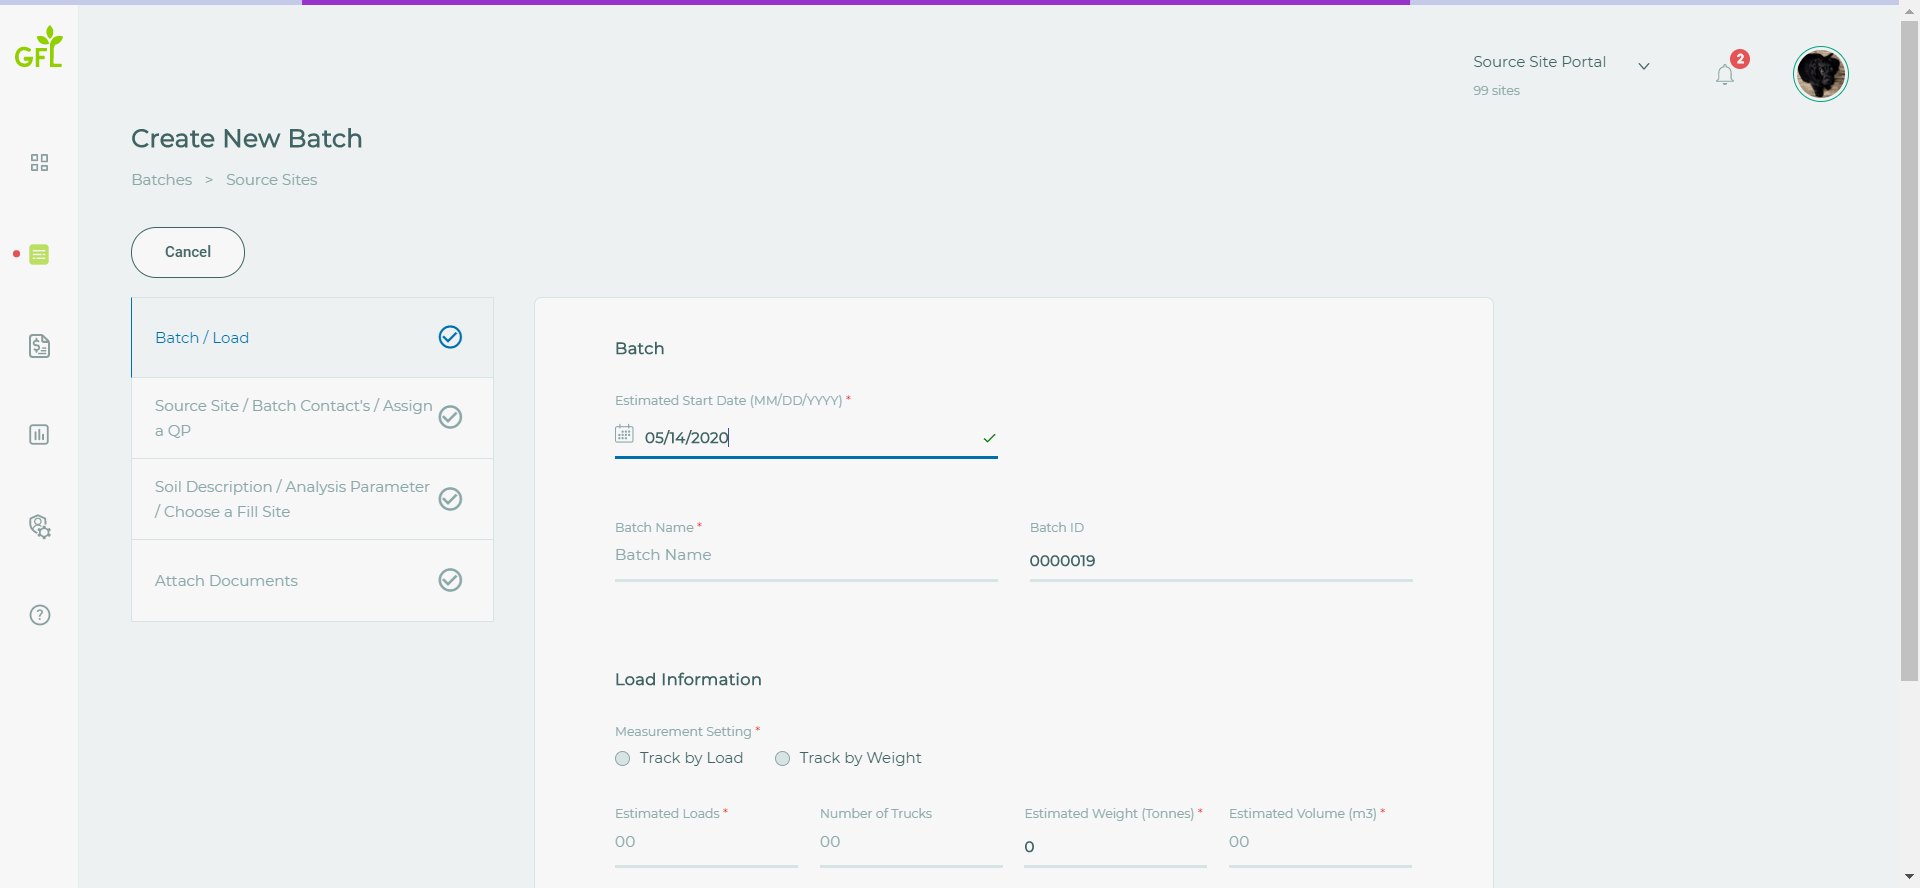 GFL
Source Site Portal
99 sites
2
Create New Batch
Batches > Source Sites
Cancel
Batch / Load
Source Site / Batch Contact's / Assign
a QP
Soil Description / Analysis Parameter
/ Choose a Fill Site
Attach Documents
Batch
Estimated Start Date (MM/DD/YYYY) *
05/14/2020
Batch Name *
Batch Name
Batch ID
0000019
Load Information
Measurement Setting *
Track by Load
Track by Weight
Estimated Loads *
00
Number of Trucks
00
Estimated Weight (Tonnes) *
0
Estimated Volume (m3) *
00